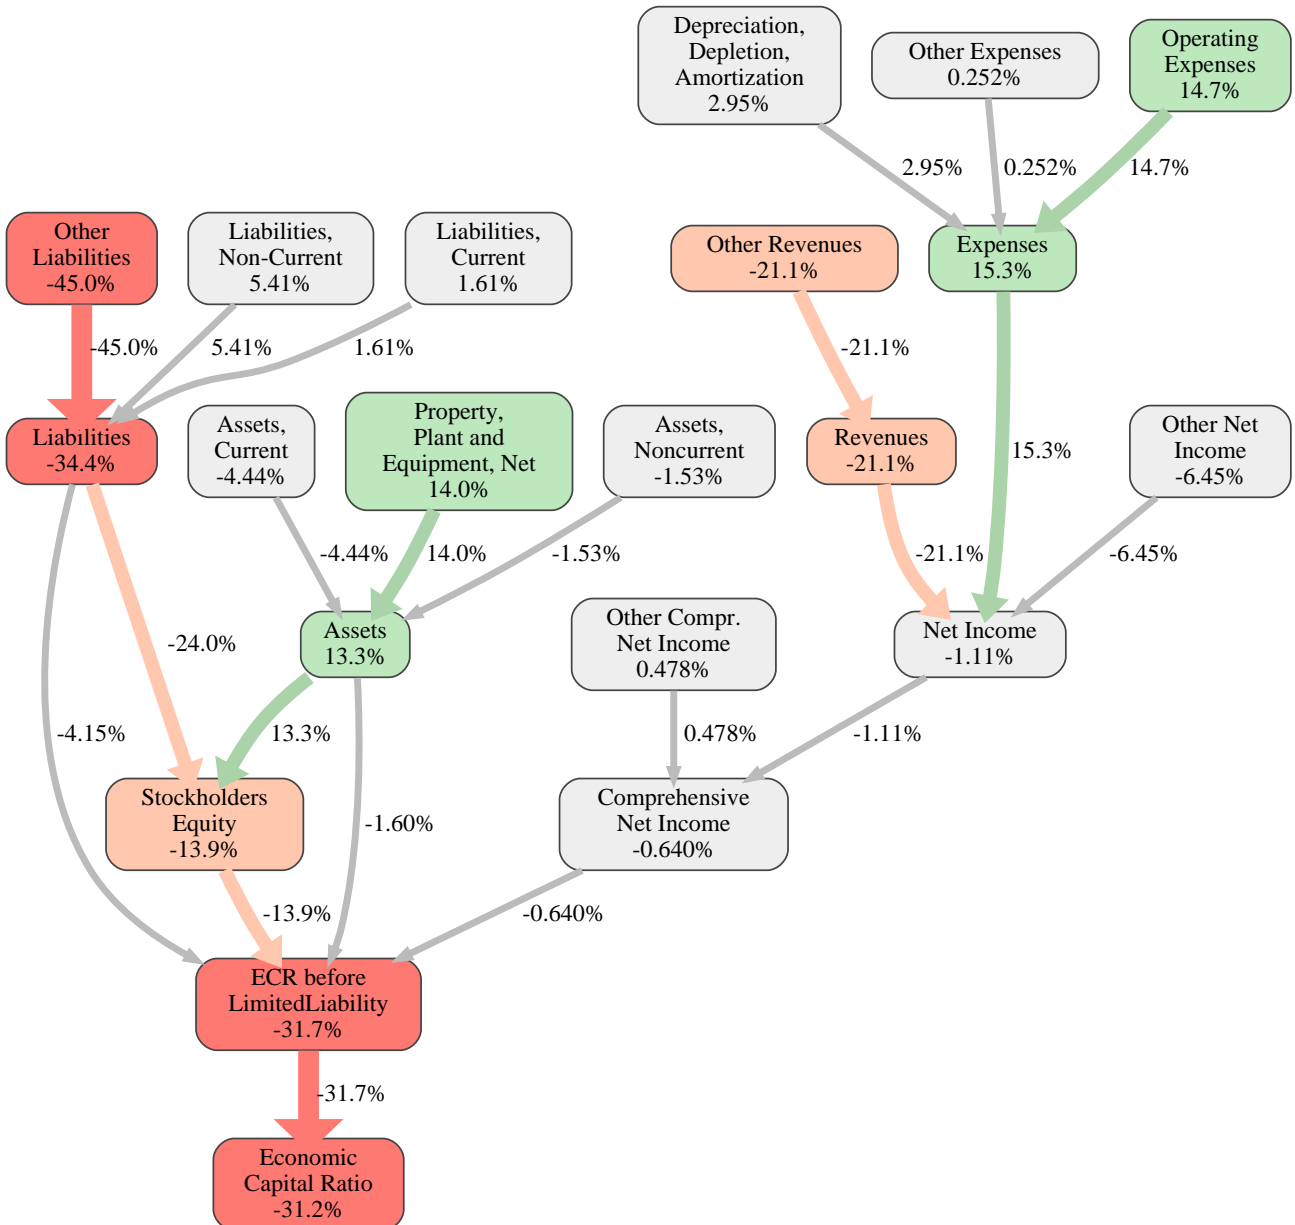 Depreciation,
Depletion,
Amortization
2.95%
Other Expenses
0.252%
Operating
Expenses
14.7%
2.95%
0.252%
14.7%
Other
Liabilities
-45.0%
Liabilities,
Non-Current
5.41%
Liabilities,
Current
1.61%
Other Revenues
-21.1%
Expenses
15.3%
-45.0%
5.41%
1.61%
-21.1%
Liabilities
-34.4%
Assets,
Current
-4.44%
Property,
Plant and
Equipment, Net
14.0%
Assets,
Noncurrent
-1.53%
Revenues
-21.1%
15.3%
Other Net
Income
-6.45%
-4.44%
14.0%
-1.53%
-21.1%
-6.45%
-24.0%
Assets
13.3%
Other Compr.
Net Income
0.478%
Net Income
-1.11%
-4.15%
13.3%
0.478%
-1.11%
Stockholders
Equity
-13.9%
-1.60%
Comprehensive
Net Income
-0.640%
-13.9%
-0.640%
ECR before
LimitedLiability
-31.7%
-31.7%
Economic
Capital Ratio
-31.2%